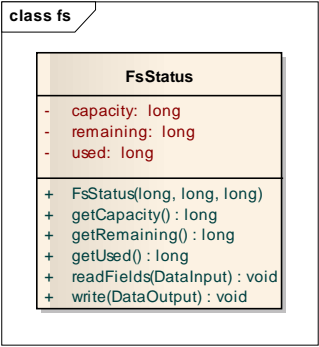 class fs
FsStatus
- capacity: long
- remaining: long
- used: long
+ FsStatus(long, long, long)
+ getCapacity() : long
+ getRemaining() : long
+ getUsed() : long
+ readFields(DataInput) : void
+ write(DataOutput) : void